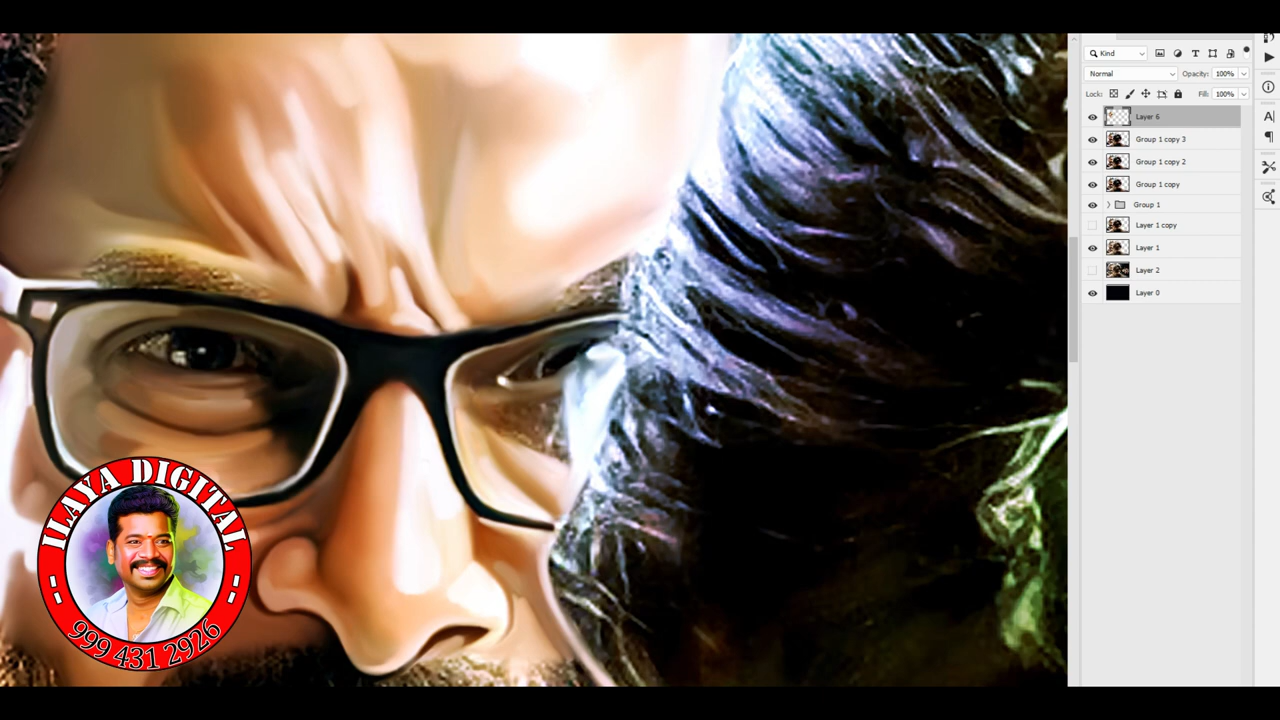 Kind
Normal
Opacity: 100%
Lock:
Fill: 100%
Layer 6
Group 1 copy 3
Group 1 copy 2
Group 1 copy
Group 1
Layer 1 copy
Layer 1
Layer 2
Layer 0
ILAYA DIGITAL
999 431 2926